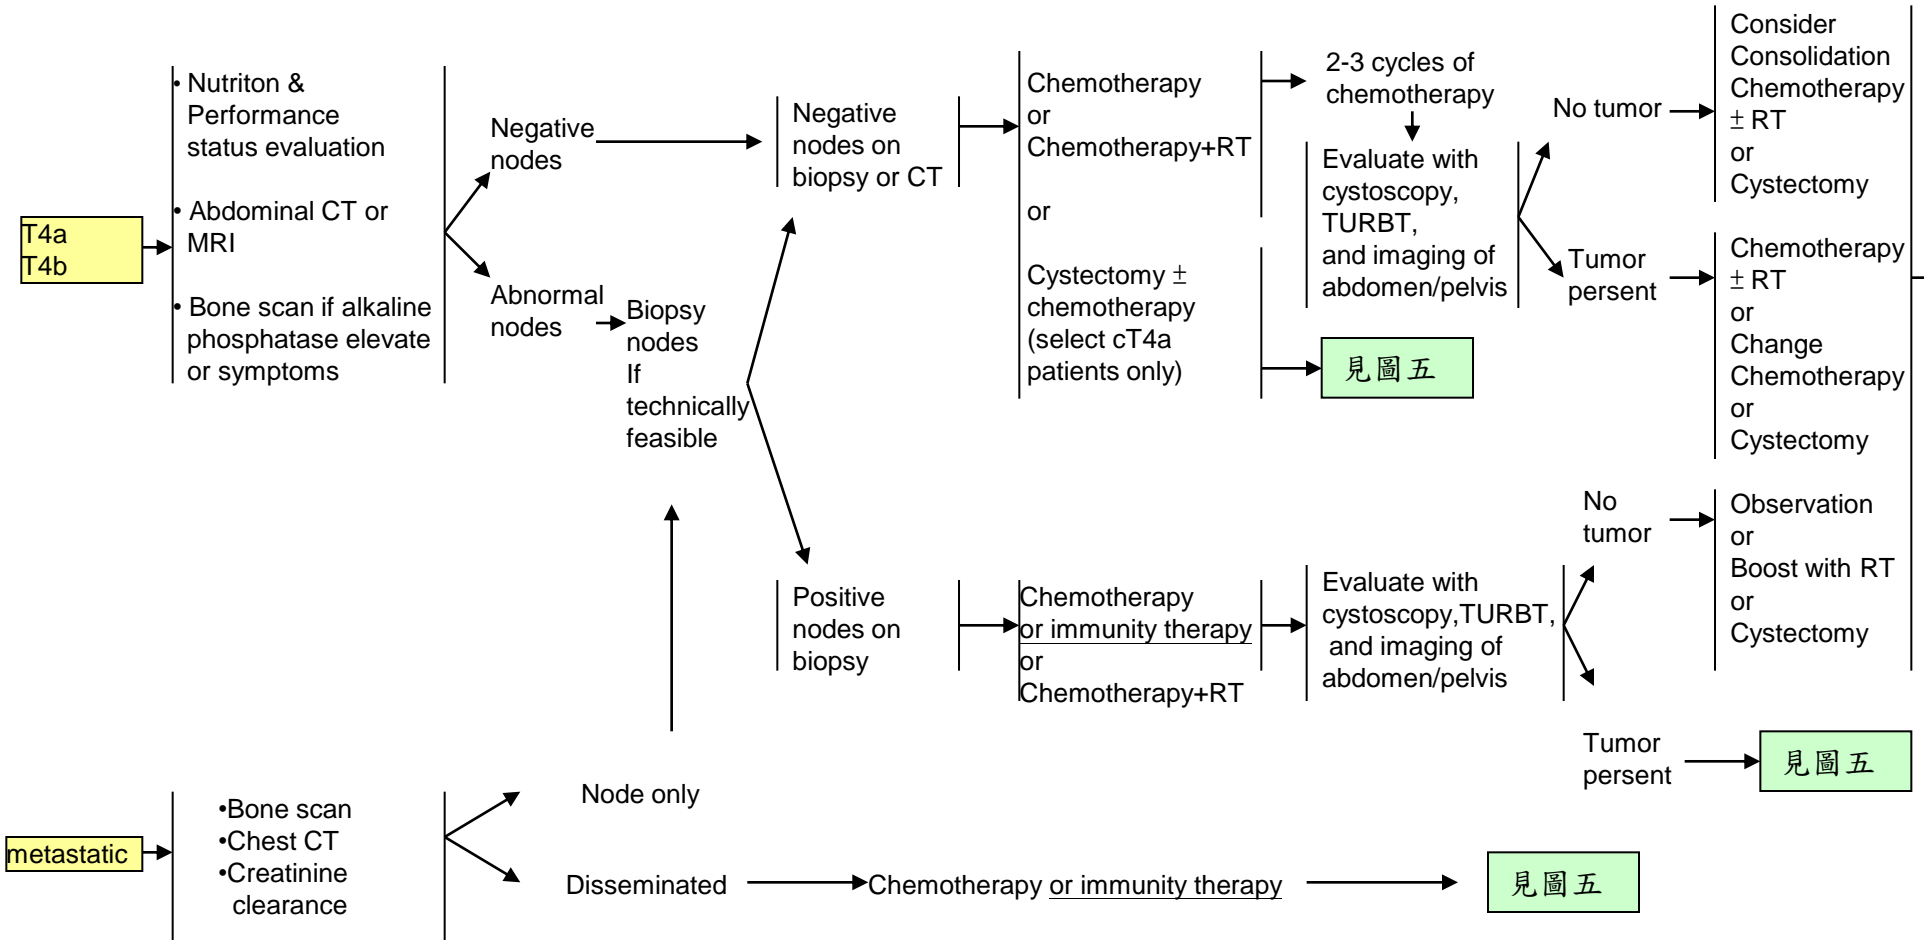 T4a
T4b
• Nutriton &
Performance
status evaluation
• Abdominal CT or
MRI
• Bone scan if alkaline
phosphatase elevate
or symptoms
Negative
nodes
Abnormal
nodes
Biopsy
nodes
If
technically
feasible
Negative
nodes on
biopsy or CT
Chemotherapy
or
Chemotherapy+RT
or
Cystectomy ±
chemotherapy
(select cT4a
patients only)
2-3 cycles of
chemotherapy
Evaluate with
cystoscopy,
TURBT,
and imaging of
abdomen/pelvis
見圖五
No tumor
Tumor
persent
Consider
Consolidation
Chemotherapy
± RT
or
Cystectomy
Chemotherapy
± RT
or
Change
Chemotherapy
or
Cystectomy
Positive
nodes on
biopsy
Chemotherapy
or immunity therapy
or
Chemotherapy+RT
Evaluate with
cystoscopy,TURBT,
and imaging of
abdomen/pelvis
No
tumor
Observation
or
Boost with RT
or
Cystectomy
Tumor
persent
見圖五
metastatic
•Bone scan
•Chest CT
•Creatinine
clearance
Node only
Disseminated
Chemotherapy or immunity therapy
見圖五